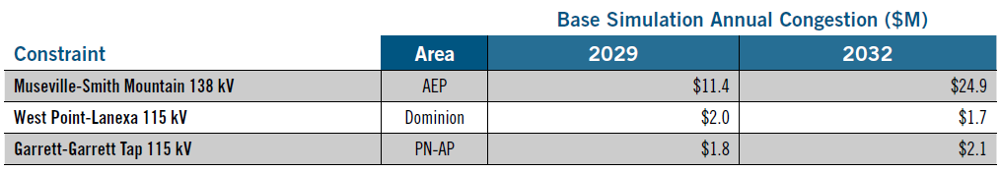 Base Simulation Annual Congestion ($M)
Constraint Area 2029 2032
Museville-Smith Mountain 138 kV AEP $11.4 $24.9
West Point-Lanexa 115 kV Dominion $2.0 $1.7
Garrett-Garrett Tap 115 kV PN-AP $1.8 $2.1